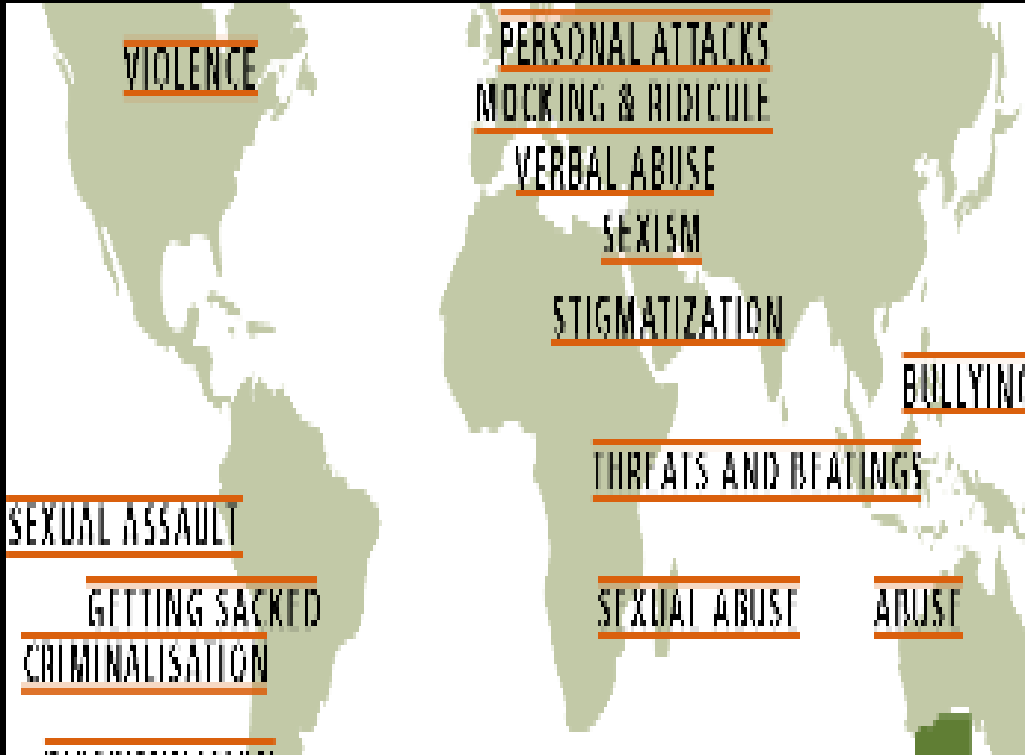 VIOLENCE
PERSONAL ATTACKS
MOCKING & RIDICULE
VERBAL ABUSE
SEXISM
STIGMATIZATION
BULLYING
THREATS AND BEATINGS
SEXUAL ASSAULT
GETTING SACKED
SEXUAL ABUSE
ABUSE
CRIMINALISATION